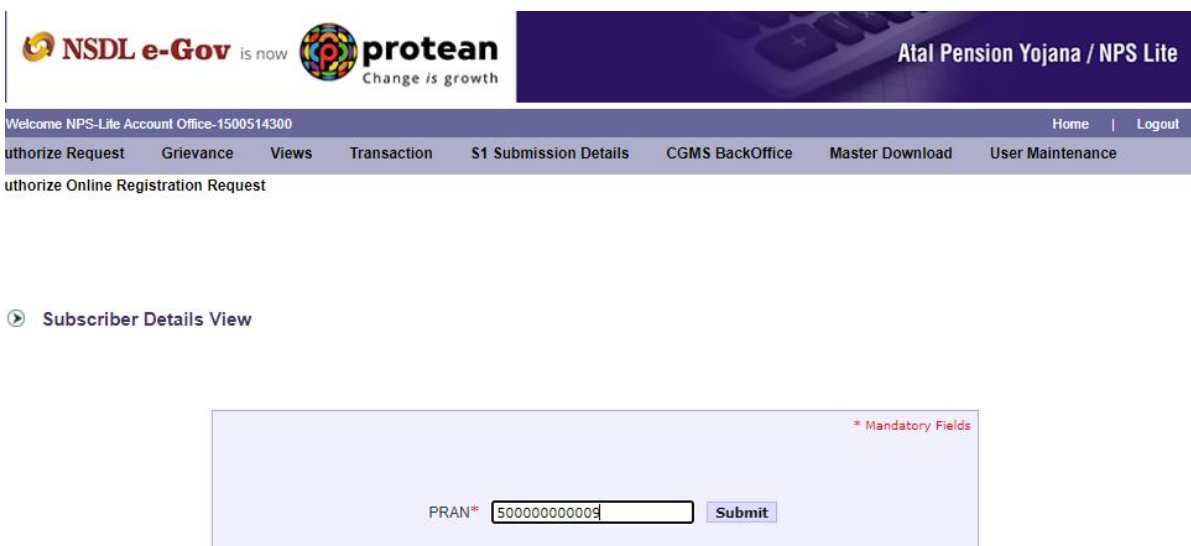 NSDL e-Gov is now protean
Change is growth
Atal Pension Yojana / NPS Lite
Welcome NPS-Lite Account Office-1500514300 Home | Logout
uthorize Request Grievance Views Transaction S1 Submission Details CGMS BackOffice Master Download User Maintenance
uthorize Online Registration Request
Subscriber Details View
* Mandatory Fields
PRAN* 500000000009 Submit